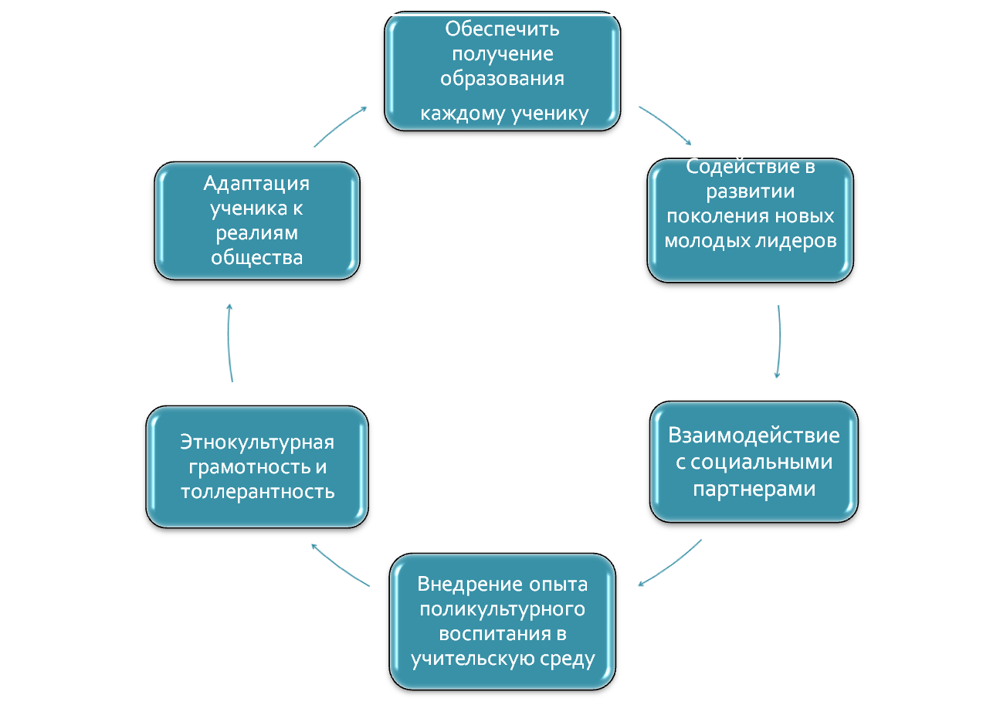 Обеспечить
получение
образования
каждому ученику
Содействие в
развитии
поколения новых
молодых лидеров
Взаимодействие
с социальными
партнерами
Внедрение опыта
поликультурного
воспитания в
учительскую среду
Этнокультурная
грамотность и
толлерантность
Адаптация
ученика к
реалиям
общества